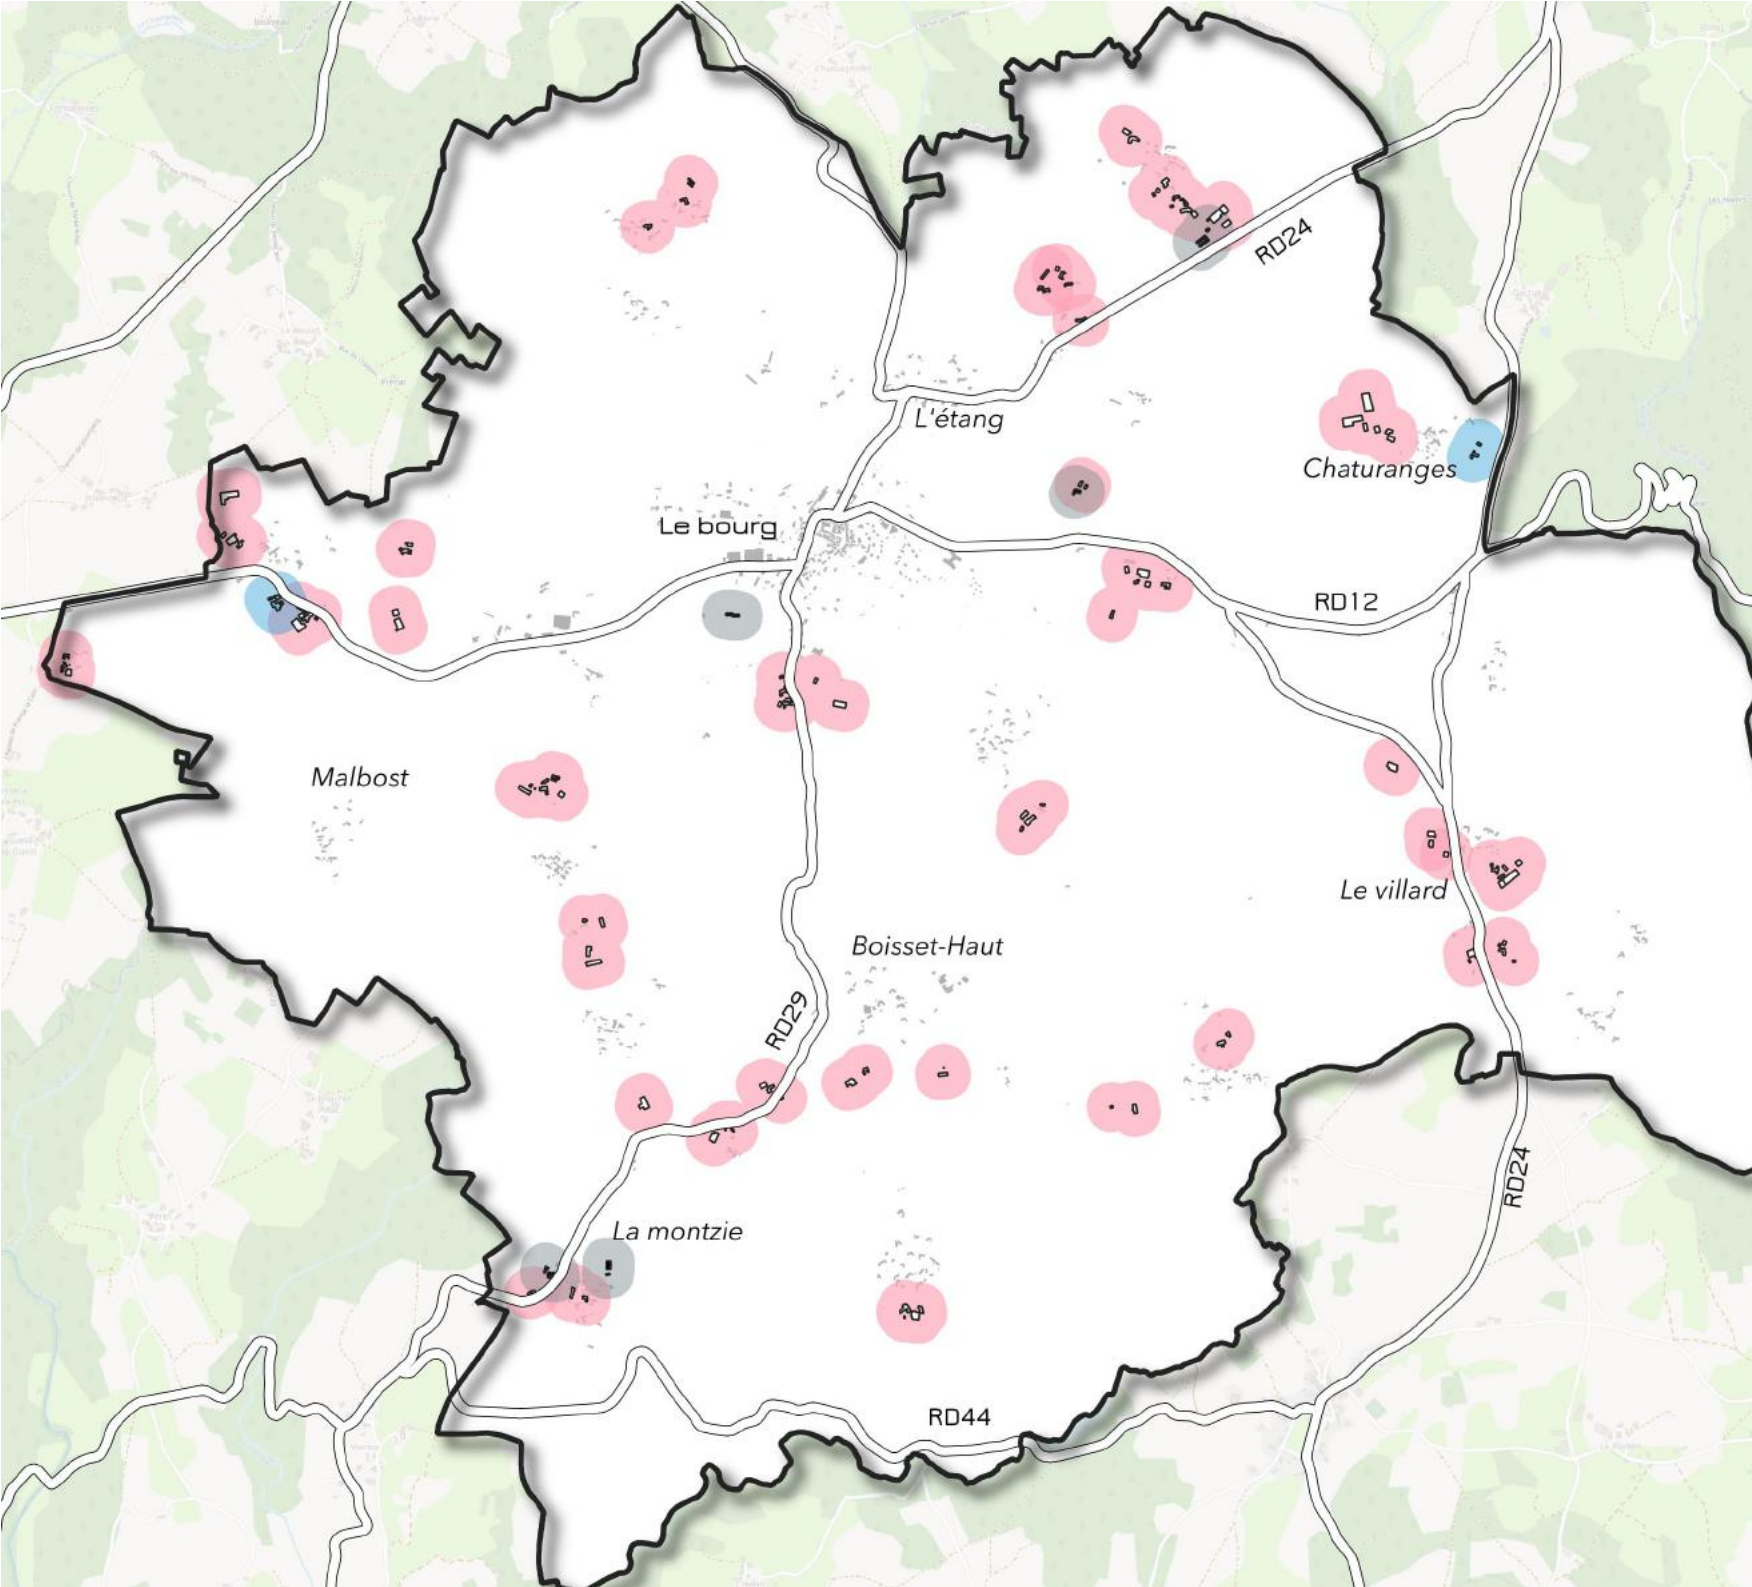 RD24
L'étang
Chaturanges
Le bourg
RD12
Malbost
Le villard
Boisset-Haut
RD29
RD24
La montzie
RD44